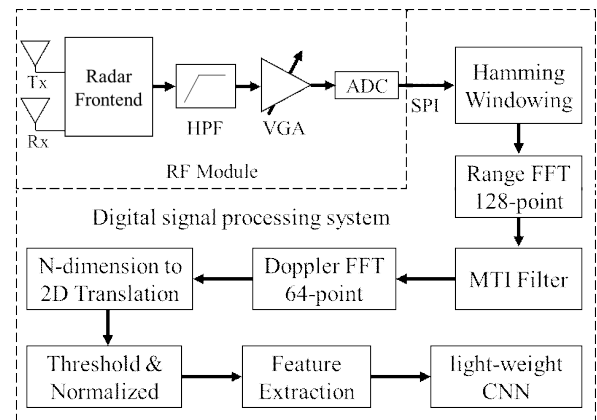 Tx
Rx
Radar
Frontend
HPF
VGA
ADC
SPI
RF Module
Hamming
Windowing
Range FFT
128-point
Digital signal processing system
MTI Filter
Doppler FFT
64-point
N-dimension to
2D Translation
Threshold &
Normalized
Feature
Extraction
light-weight
CNN